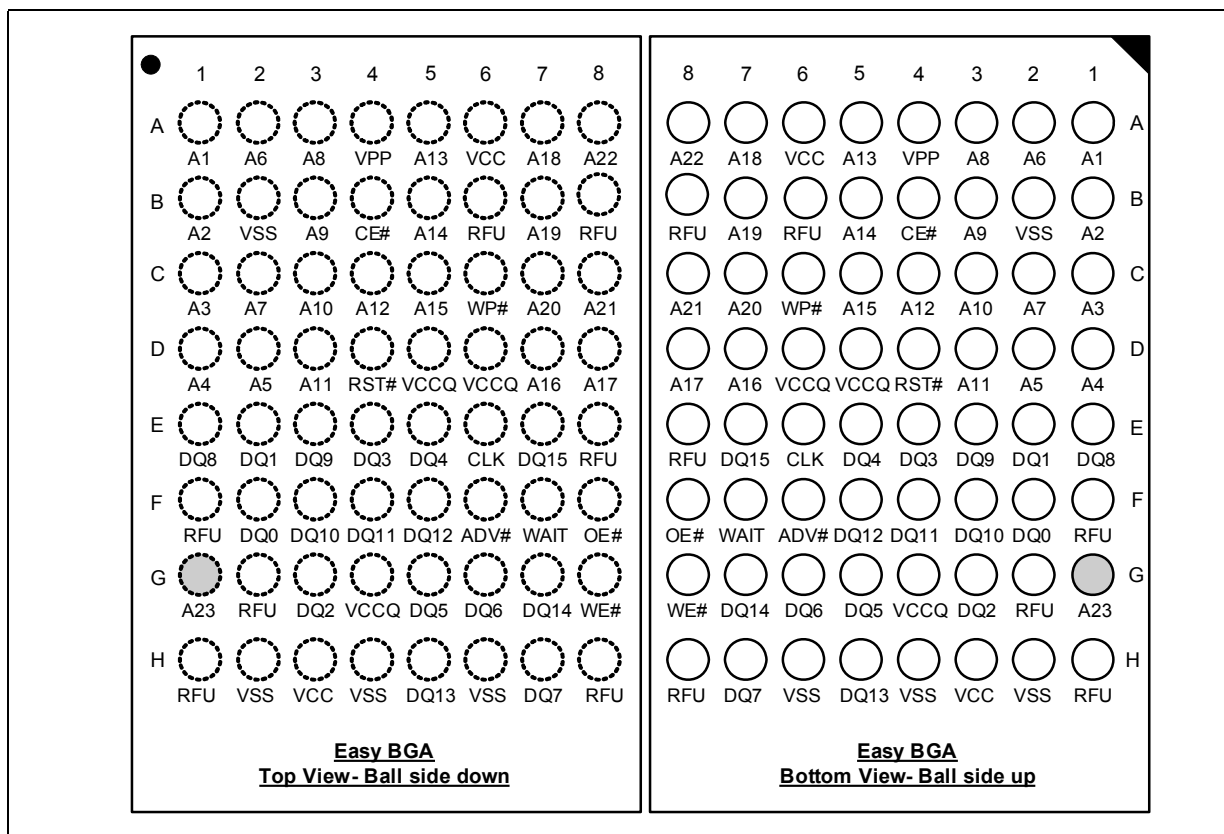 1 2 3 4 5 6 7 8
A
A1 A6 A8 VPP A13 VCC A18 A22
B
A2 VSS A9 CE# A14 RFU A19 RFU
C
A3 A7 A10 A12 A15 WP# A20 A21
D
A4 A5 A11 RST# VCCQ VCCQ A16 A17
E
DQ8 DQ1 DQ9 DQ3 DQ4 CLK DQ15 RFU
F
RFU DQ0 DQ10 DQ11 DQ12 ADV# WAIT OE#
G
A23 RFU DQ2 VCCQ DQ5 DQ6 DQ14 WE#
H
RFU VSS VCC VSS DQ13 VSS DQ7 RFU
Easy BGA
Top View- Ball side down
8 7 6 5 4 3 2 1
A
A22 A18 VCC A13 VPP A8 A6 A1
B
RFU A19 RFU A14 CE# A9 VSS A2
C
A21 A20 WP# A15 A12 A10 A7 A3
D
A17 A16 VCCQ VCCQ RST# A11 A5 A4
E
RFU DQ15 CLK DQ4 DQ3 DQ9 DQ1 DQ8
F
OE# WAIT ADV# DQ12 DQ11 DQ10 DQ0 RFU
G
WE# DQ14 DQ6 DQ5 VCCQ DQ2 RFU A23
H
RFU DQ7 VSS DQ13 VSS VCC VSS RFU
Easy BGA
Bottom View- Ball side up